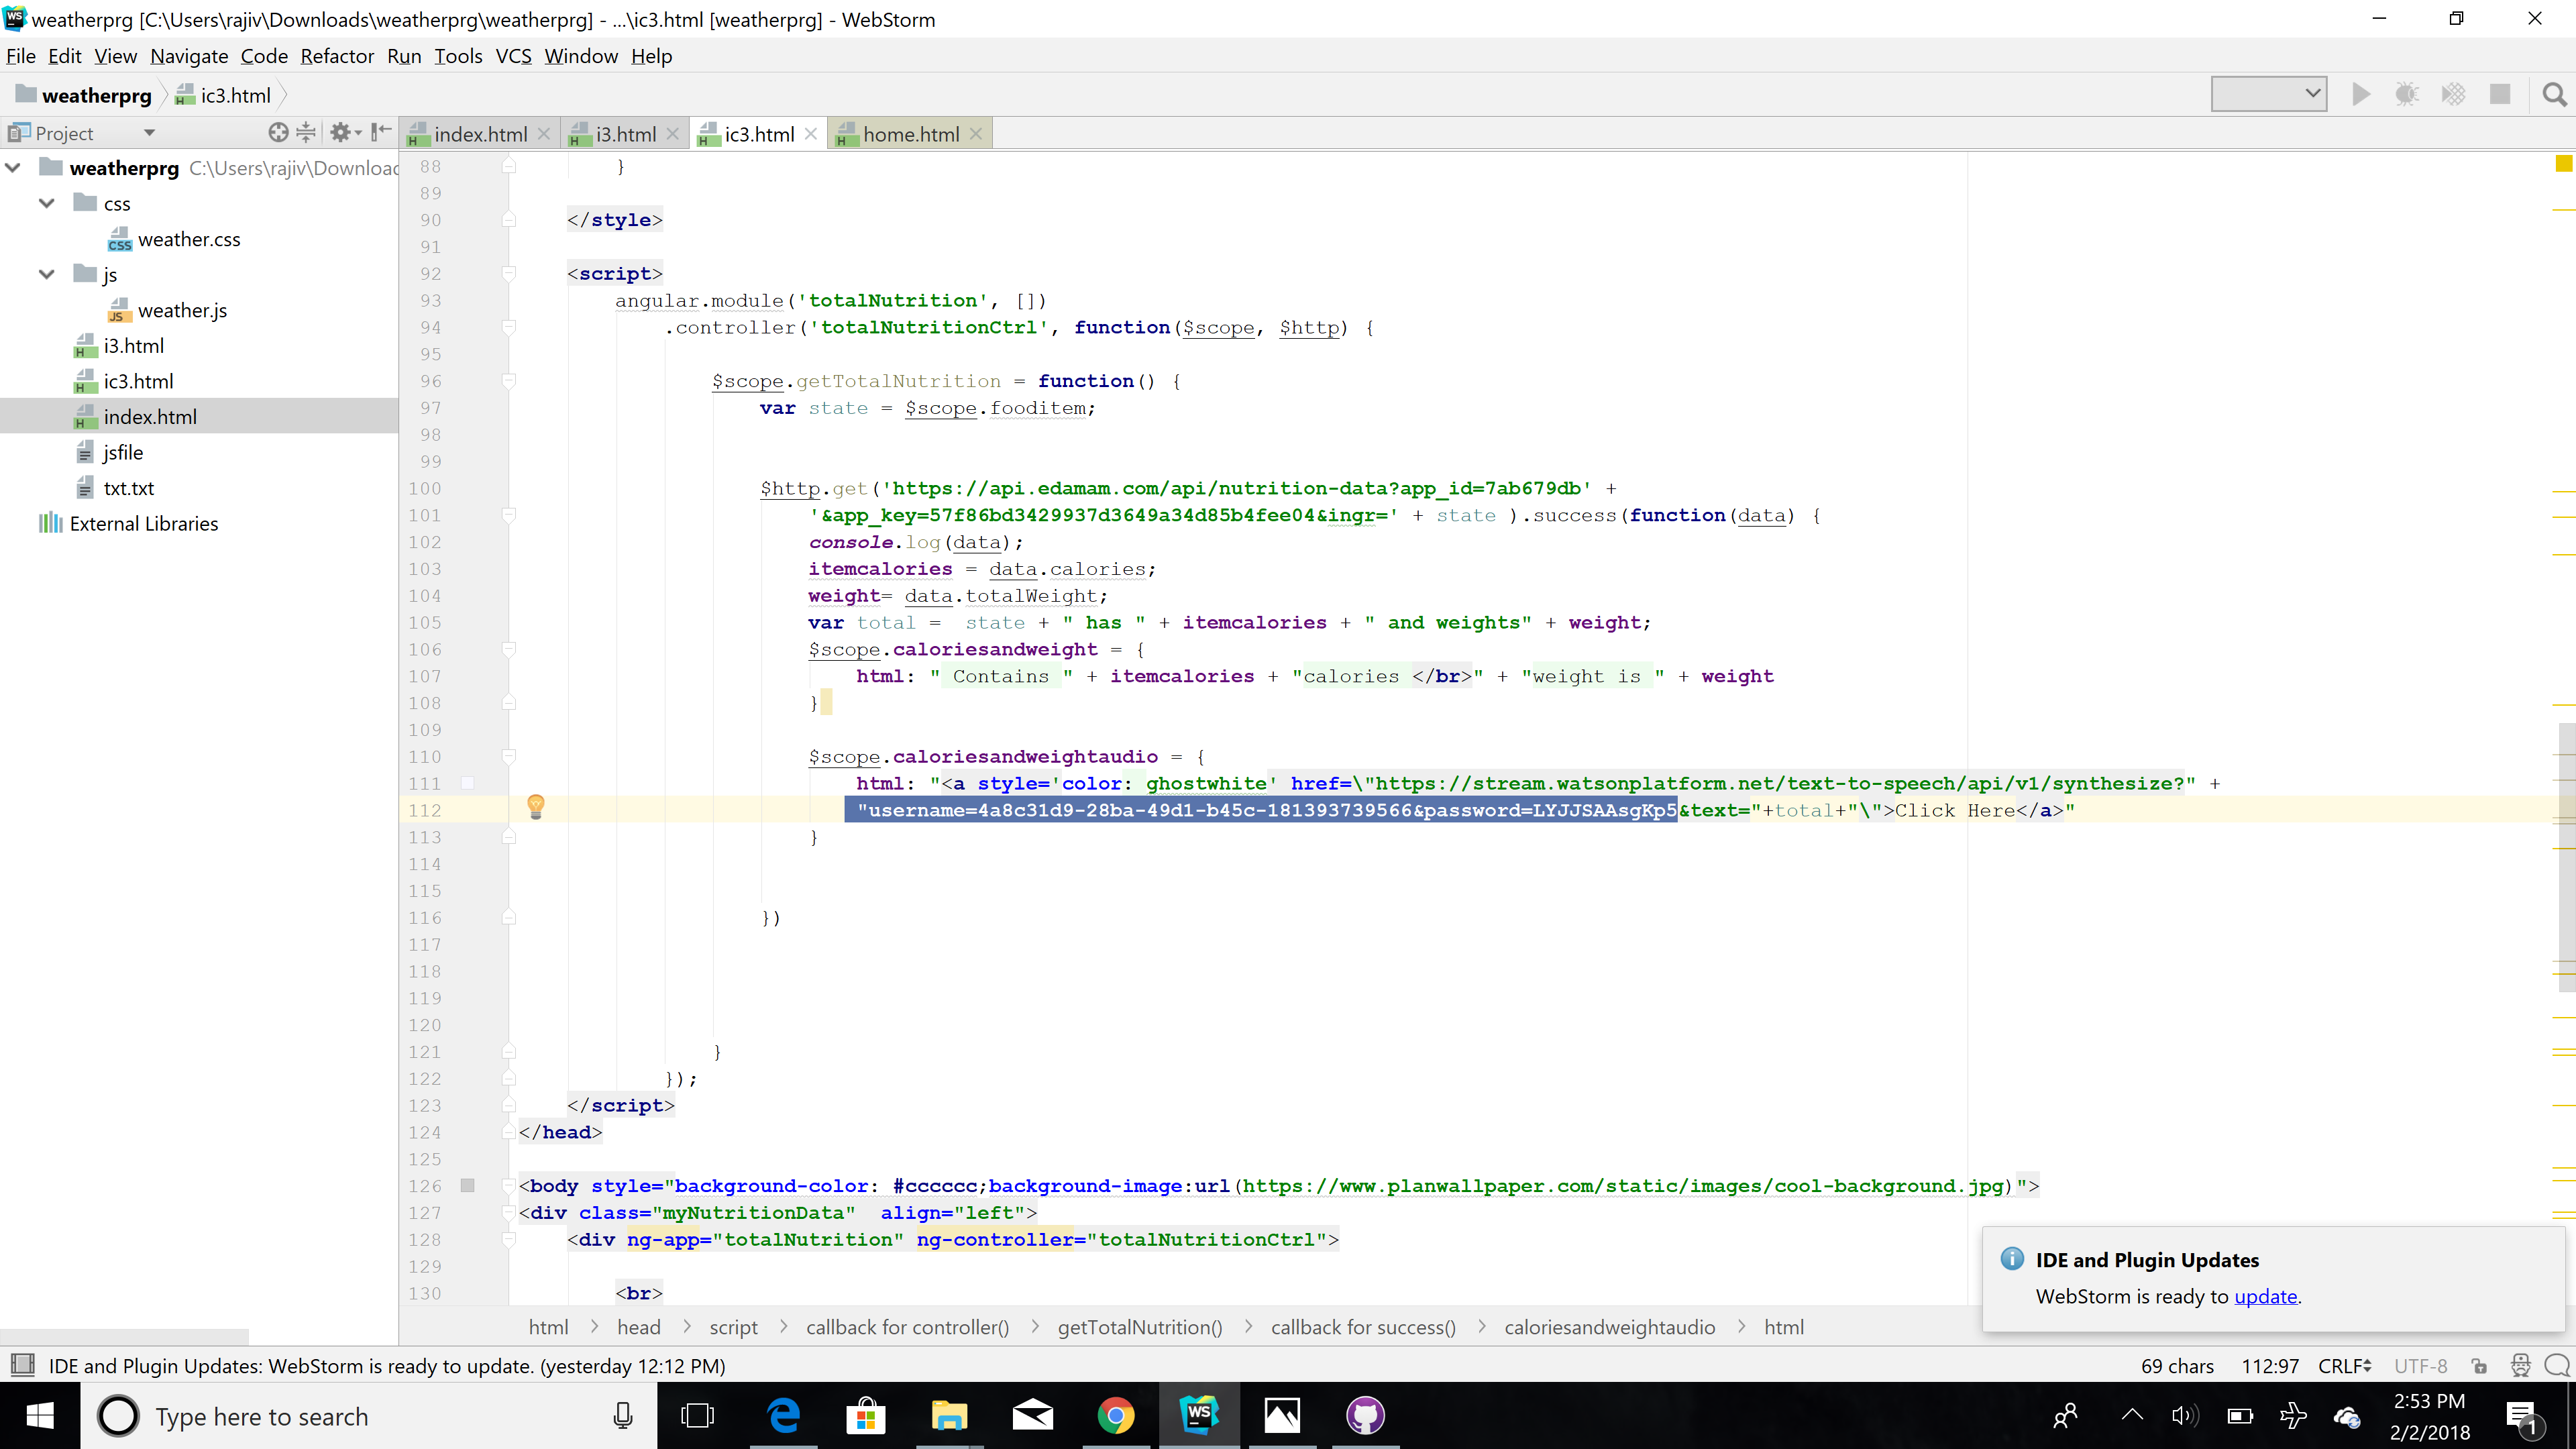 weatherprg [C:\Users\rajiv\Downloads\weatherprg\weatherprg] - ...\ic3.html [weatherprg] - WebStorm
File Edit View Navigate Code Refactor Run Tools VCS Window Help
weatherprg ic3.html
Project
index.html i3.html ic3.html home.html
weatherprg C:\Users\rajiv\Downloac
css
weather.css
js
weather.js
i3.html
ic3.html
index.html
jsfile
txt.txt
External Libraries
88 }
89
90 </style>
91
92 <script>
93 angular.module('totalNutrition', [])
94 .controller('totalNutritionCtrl', function($scope, $http) {
95
96 $scope.getTotalNutrition = function() {
97 var state = $scope.fooditem;
98
99
100 $http.get('https://api.edamam.com/api/nutrition-data?app_id=7ab679db' +
101 '&app_key=57f86bd3429937d3649a34d85b4fee04&ingr=' + state ).success(function(data) {
102 console.log(data);
103 itemcalories = data.calories;
104 weight= data.totalWeight;
105 var total =  state + " has " + itemcalories + " and weights" + weight;
106 $scope.caloriesandweight = {
107 html: " Contains " + itemcalories + "calories </br>" + "weight is " + weight
108 }
109
110 $scope.caloriesandweightaudio = {
111 html: "<a style='color: ghostwhite' href=\"https://stream.watsonplatform.net/text-to-speech/api/v1/synthesize?" +
112 "username=4a8c31d9-28ba-49d1-b45c-181393739566&password=LYJJSAAsgKp5&text="+total+"\">Click Here</a>"
113 }
114
115
116 })
117
118
119
120
121 }
122 });
123 </script>
124 </head>
125
126 <body style="background-color: #cccccc;background-image:url(https://www.planwallpaper.com/static/images/cool-background.jpg)">
127 <div class="myNutritionData"  align="left">
128 <div ng-app="totalNutrition" ng-controller="totalNutritionCtrl">
129
130 <br>
html > head > script > callback for controller() > getTotalNutrition() > callback for success() > caloriesandweightaudio > html
IDE and Plugin Updates
WebStorm is ready to update.
IDE and Plugin Updates: WebStorm is ready to update. (yesterday 12:12 PM)
69 chars 112:97 CRLF UTF-8
Type here to search
2:53 PM
2/2/2018
1